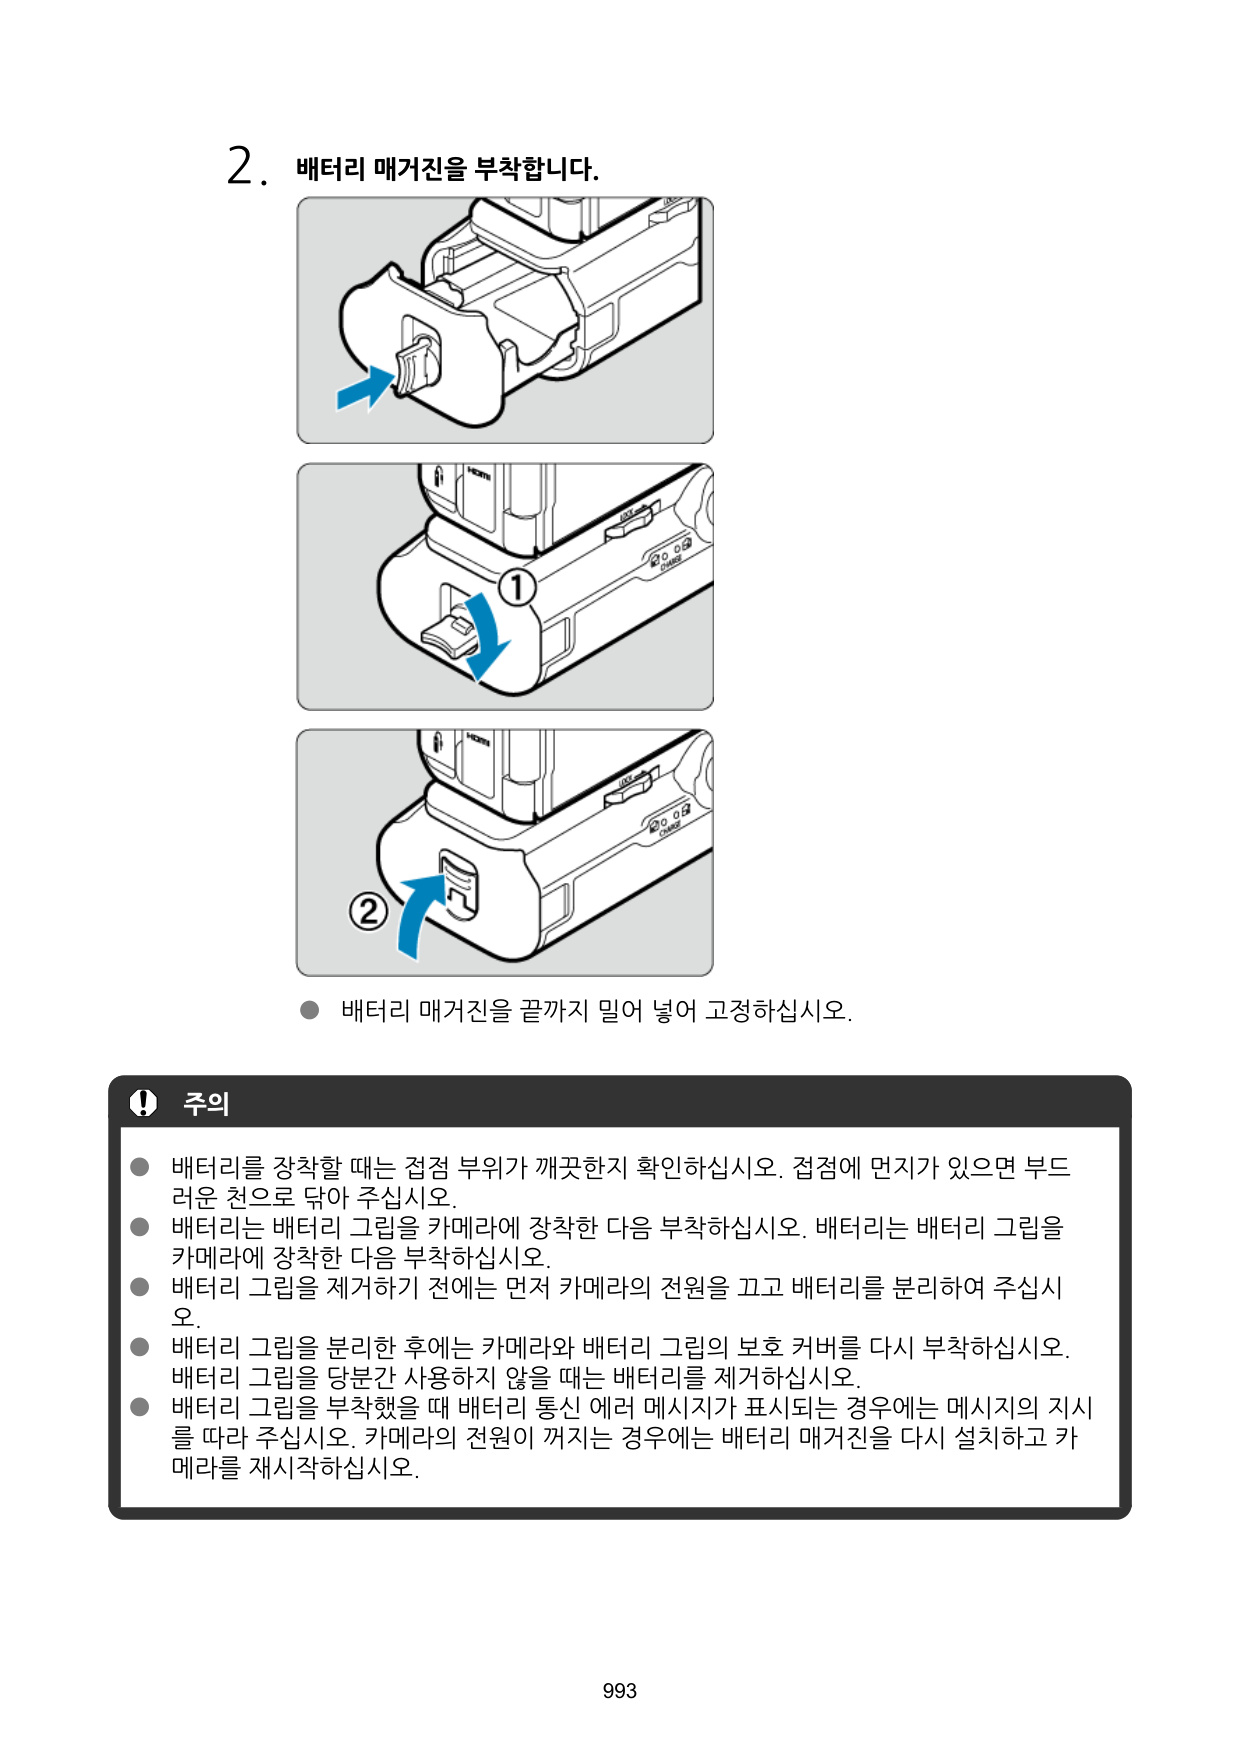 2. 배터리 매거진을 부착합니다.
LOCK
HDMI
LOCK
CHARGE
①
HDMI
LOCK
CHARGE
②
● 배터리 매거진을 끝까지 밀어 넣어 고정하십시오.
주의
● 배터리를 장착할 때는 접점 부위가 깨끗한지 확인하십시오. 접점에 먼지가 있으면 부드
러운 천으로 닦아 주십시오.
● 배터리는 배터리 그립을 카메라에 장착한 다음 부착하십시오. 배터리는 배터리 그립을
카메라에 장착한 다음 부착하십시오.
● 배터리 그립을 제거하기 전에는 먼저 카메라의 전원을 끄고 배터리를 분리하여 주십시
오.
● 배터리 그립을 분리한 후에는 카메라와 배터리 그립의 보호 커버를 다시 부착하십시오.
배터리 그립을 당분간 사용하지 않을 때는 배터리를 제거하십시오.
● 배터리 그립을 부착했을 때 배터리 통신 에러 메시지가 표시되는 경우에는 메시지의 지시
를 따라 주십시오. 카메라의 전원이 꺼지는 경우에는 배터리 매거진을 다시 설치하고 카
메라를 재시작하십시오.
993